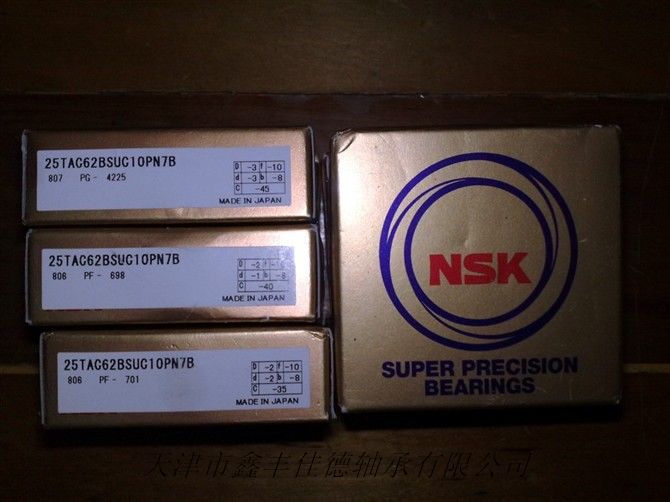 25TAC62BSUC10PN7B
807 PG - 4225
D -3 f -10
d -3 b -8
C -45
MADE IN JAPAN
25TAC62BSUC10PN7B
806 PF - 698
D -2 f
d -1 b -8
C -40
MADE IN JAPAN
25TAC62BSUC10PN7B
806 PF - 701
D -2 f -10
d -2 b -8
C -35
MADE IN JAPAN
NSK
SUPER PRECISION
BEARINGS
天津市鑫丰佳德轴承有限公司